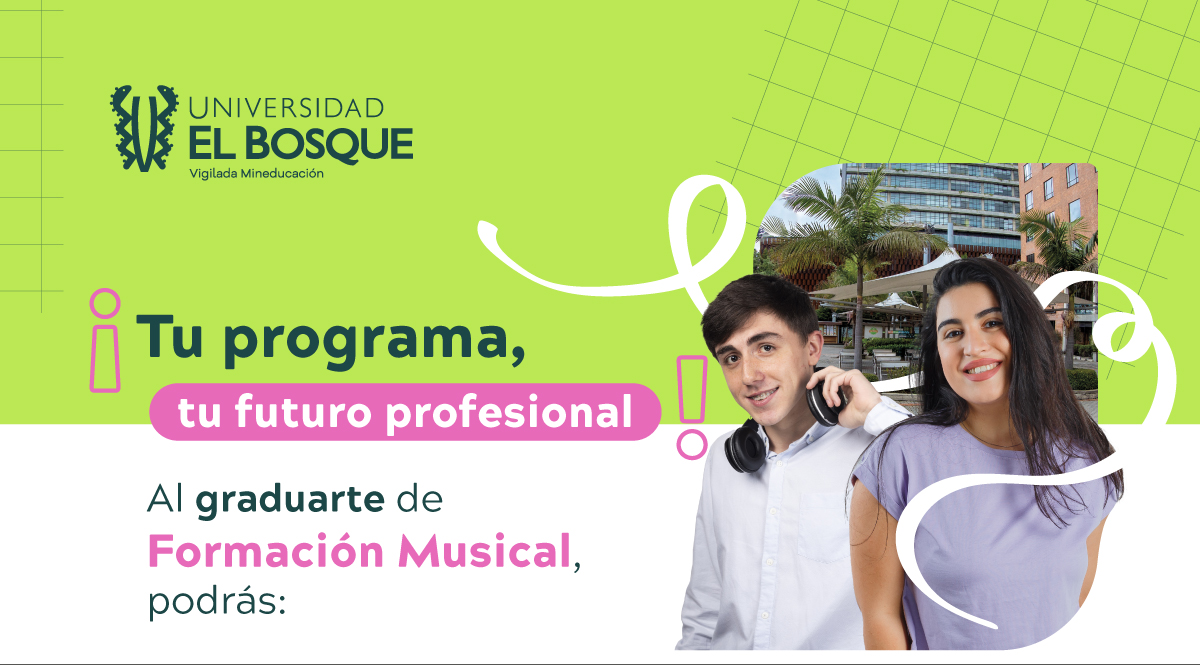 UNIVERSIDAD
EL BOSQUE
Vigilada Mineducación
¡Tu programa,
tu futuro profesional!
Al graduarte de
Formación Musical,
podrás: